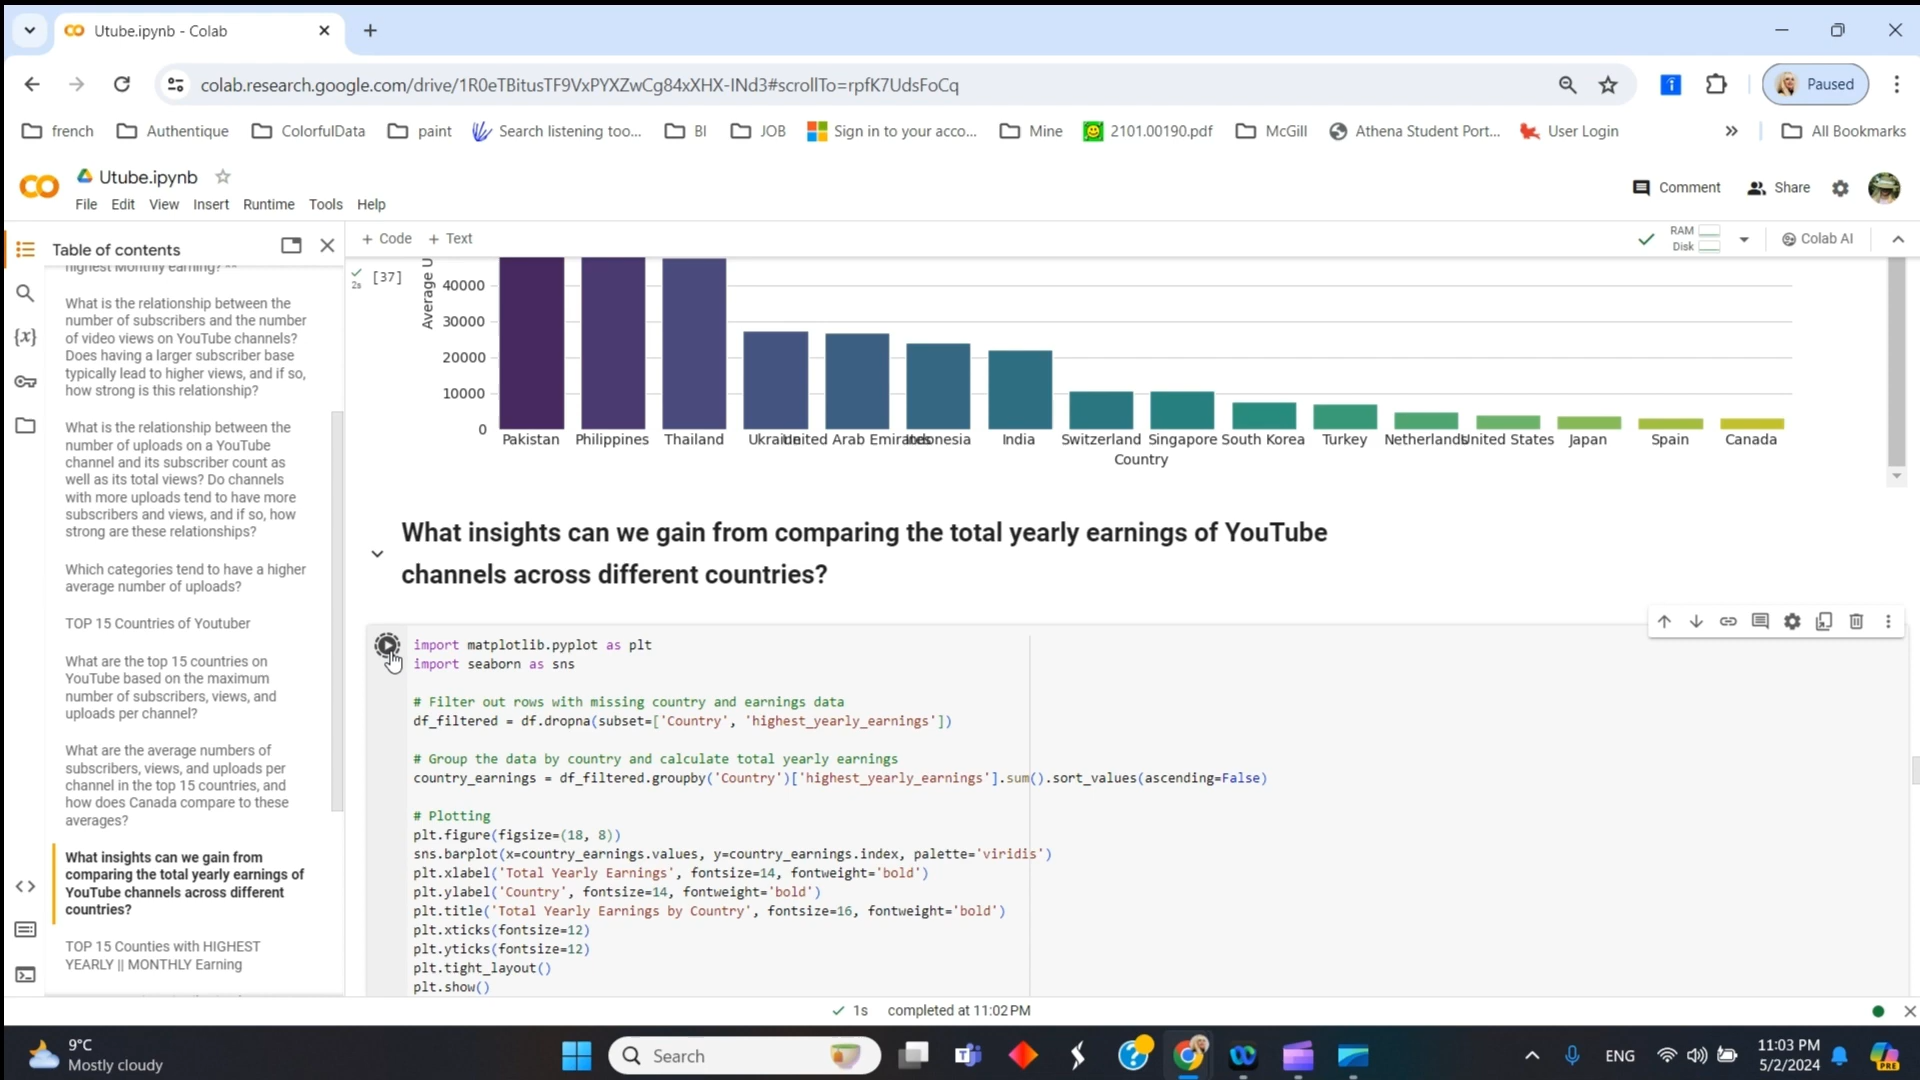 Utube.ipynb - Colab
colab.research.google.com/drive/1R0eTBitusTF9VxPYXZwCg84xXHX-INd3#scrollTo=rpfK7UdsFoCq
Paused
french
Authentique
ColorfulData
paint
Search listening too...
BI
JOB
Sign in to your acco...
Mine
2101.00190.pdf
McGill
Athena Student Port...
User Login
»
All Bookmarks
Utube.ipynb
Comment
Share
File Edit View Insert Runtime Tools Help
Table of contents
+ Code + Text
RAM
Disk
Colab AI
highest Monthly earning? --
What is the relationship between the
number of subscribers and the number
of video views on YouTube channels?
Does having a larger subscriber base
typically lead to higher views, and if so,
how strong is this relationship?
What is the relationship between the
number of uploads on a YouTube
channel and its subscriber count as
well as its total views? Do channels
with more uploads tend to have more
subscribers and views, and if so, how
strong are these relationships?
Which categories tend to have a higher
average number of uploads?
TOP 15 Countries of Youtuber
What are the top 15 countries on
YouTube based on the maximum
number of subscribers, views, and
uploads per channel?
What are the average numbers of
subscribers, views, and uploads per
channel in the top 15 countries, and
how does Canada compare to these
averages?
What insights can we gain from
comparing the total yearly earnings of
YouTube channels across different
countries?
TOP 15 Counties with HIGHEST
YEARLY || MONTHLY Earning
{x}
2s
[37]
Average U
40000
30000
20000
10000
0
Pakistan Philippines Thailand Ukraine United Arab Emirates Indonesia India Switzerland Singapore South Korea Turkey Netherlands United States Japan Spain Canada
Country
What insights can we gain from comparing the total yearly earnings of YouTube
channels across different countries?
import matplotlib.pyplot as plt
import seaborn as sns
# Filter out rows with missing country and earnings data
df_filtered = df.dropna(subset=['Country', 'highest_yearly_earnings'])
# Group the data by country and calculate total yearly earnings
country_earnings = df_filtered.groupby('Country')['highest_yearly_earnings'].sum().sort_values(ascending=False)
# Plotting
plt.figure(figsize=(18, 8))
sns.barplot(x=country_earnings.values, y=country_earnings.index, palette='viridis')
plt.xlabel('Total Yearly Earnings', fontsize=14, fontweight='bold')
plt.ylabel('Country', fontsize=14, fontweight='bold')
plt.title('Total Yearly Earnings by Country', fontsize=16, fontweight='bold')
plt.xticks(fontsize=12)
plt.yticks(fontsize=12)
plt.tight_layout()
plt.show()
1s completed at 11:02 PM
9°C
Mostly cloudy
Search
ENG
11:03 PM
5/2/2024
PRE